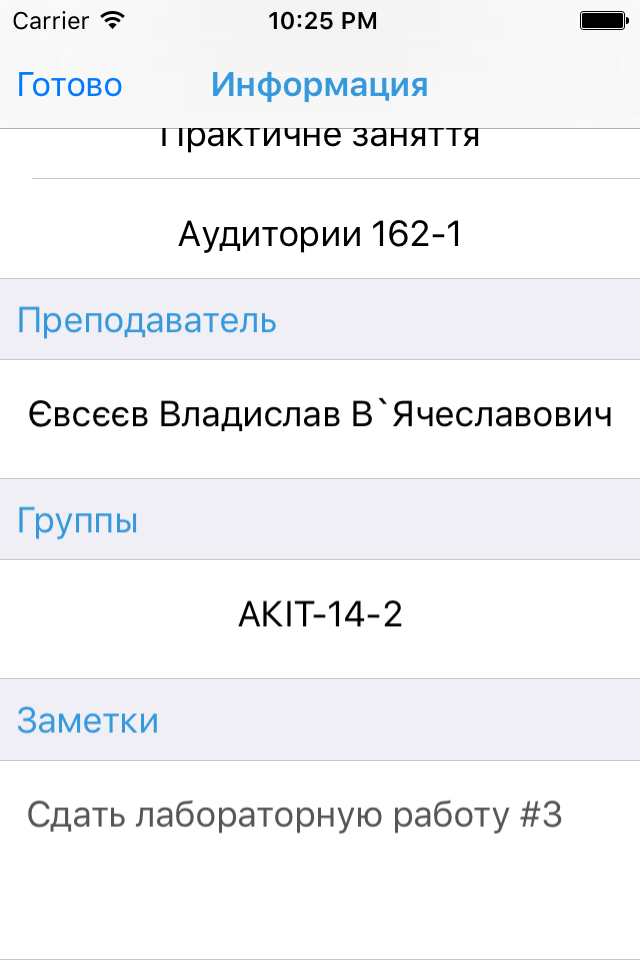 Carrier 10:25 PM
Готово Информация
Практичне заняття
Аудитории 162-1
Преподаватель
Євсєєв Владислав В`Ячеславович
Группы
АКІТ-14-2
Заметки
Сдать лабораторную работу #3